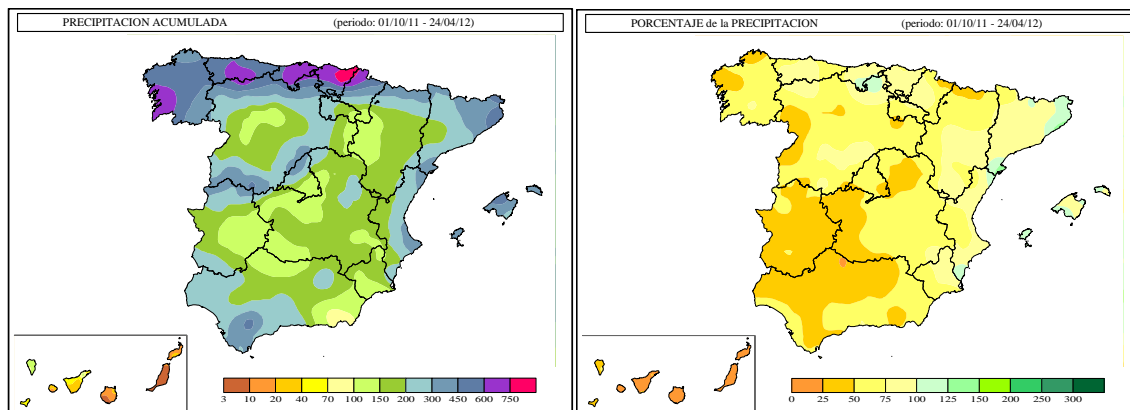 PRECIPITACION ACUMULADA (periodo: 01/10/11 - 24/04/12)
3 10 20 40 70 100 150 200 300 450 600 750
PORCENTAJE de la PRECIPITACION (periodo: 01/10/11 - 24/04/12)
0 25 50 75 100 125 150 200 250 300